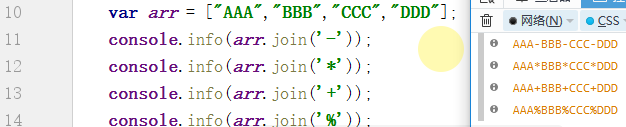 10 var arr = ["AAA","BBB","CCC","DDD"];
11 console.info(arr.join('-'));
12 console.info(arr.join('*'));
13 console.info(arr.join('+'));
14 console.info(arr.join('%'));
网络(N) CSS
AAA-BBB-CCC-DDD
AAA*BBB*CCC*DDD
AAA+BBB+CCC+DDD
AAA%BBB%CCC%DDD